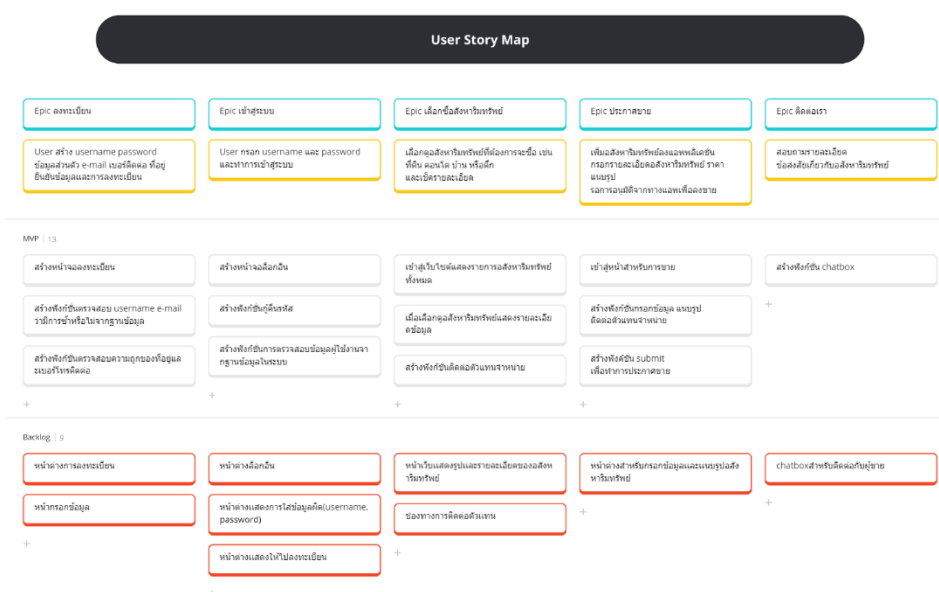 User Story Map
Epic ลงทะเบียน
Epic เข้าสู่ระบบ
Epic เลือกซื้อสังหาริมทรัพย์
Epic ประกาศขาย
Epic ติดต่อเรา
User สร้าง username password
ข้อมูลส่วนตัว e-mail เบอร์ติดต่อ ที่อยู่
ยืนยันข้อมูลและการลงทะเบียน
User กรอก username และ password
และทำการเข้าสู่ระบบ
เลือกดูอสังหาริมทรัพย์ที่ต้องการจะซื้อ เช่น
ที่ดิน คอนโด บ้าน หรือตึก
และเช็ครายละเอียด
เพิ่มอสังหาริมทรัพย์ลงแอพพลิเคชั่น
กรอกรายละเอียดอสังหาริมทรัพย์ ราคา
แนบรูป
รอการอนุมัติจากทางแอพเพื่อลงขาย
สอบถามรายละเอียด
ข้อสงสัยเกี่ยวกับอสังหาริมทรัพย์
MVP | 13
สร้างหน้าจอลงทะเบียน
สร้างหน้าจอล็อกอิน
เข้าสู่เว็บไซต์แสดงรายการอสังหาริมทรัพย์
ทั้งหมด
เข้าสู่หน้าสำหรับการขาย
สร้างฟังก์ชั่น chatbox
สร้างฟังก์ชั่นตรวจสอบ username e-mail
ว่ามีการซ้ำหรือไม่จากฐานข้อมูล
สร้างฟังก์ชั่นกู้คืนรหัส
เมื่อเลือกดูอสังหาริมทรัพย์แสดงรายละเอีย
ดข้อมูล
สร้างฟังก์ชั่นกรอกข้อมูล แนบรูป
ติดต่อตัวแทนจำหน่าย
สร้างฟังก์ชั่นตรวจสอบความถูกของที่อยู่แล
ะเบอร์โทรติดต่อ
สร้างฟังก์ชั่นการตรวจสอบข้อมูลผู้ใช้งานจา
กฐานข้อมูลในระบบ
สร้างฟังก์ชั่นติดต่อตัวแทนจำหน่าย
สร้างฟังค์ชั่น submit
เพื่อทำการประกาศขาย
Backlog | 9
หน้าต่างการลงทะเบียน
หน้าต่างล็อกอิน
หน้าเว็บแสดงรูปและรายละเอียดของอสังห
าริมทรัพย์
หน้าต่างสำหรับกรอกข้อมูลและแนบรูปอสัง
หาริมทรัพย์
chatboxสำหรับติดต่อกับผู้ขาย
หน้ากรอกข้อมูล
หน้าต่างแสดงการใส่ข้อมูลผิด(username,
password)
ช่องทางการติดต่อตัวแทน
หน้าต่างแสดงให้ไปลงทะเบียน